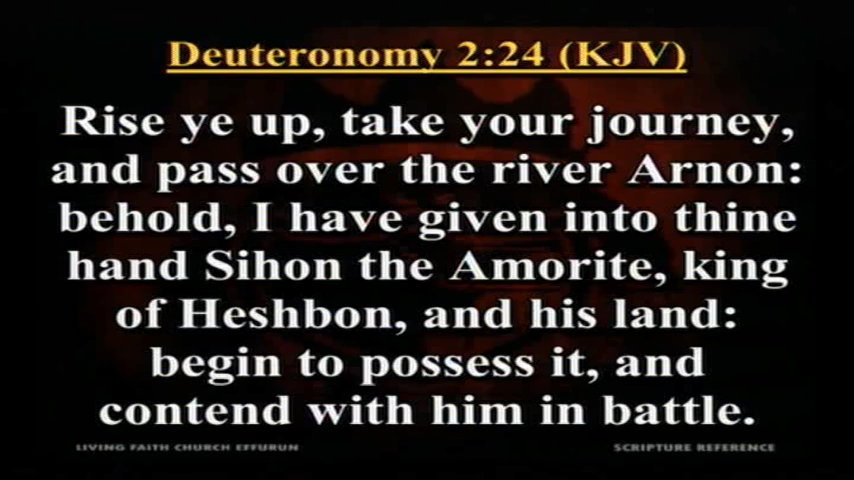 Deuteronomy 2:24 (KJV)
Rise ye up, take your journey,
and pass over the river Arnon:
behold, I have given into thine
hand Sihon the Amorite, king
of Heshbon, and his land:
begin to possess it, and
contend with him in battle.
LIVING FAITH CHURCH EFFURUN
SCRIPTURE REFERENCE